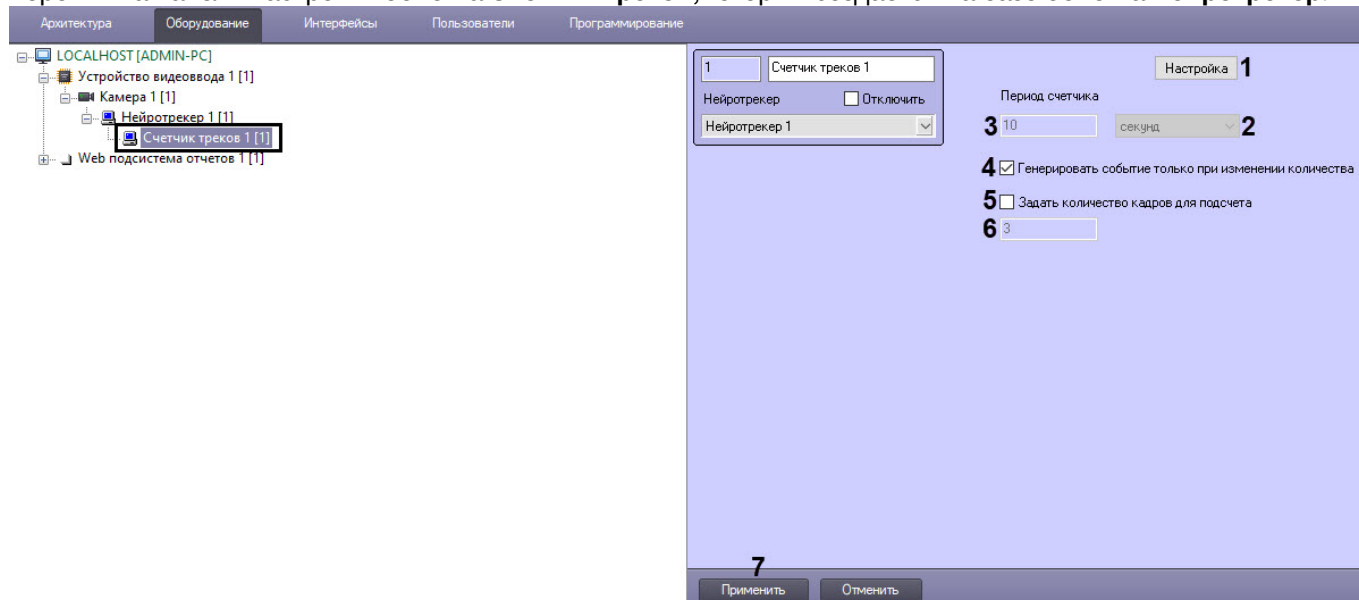 Архитектура Оборудование Интерфейсы Пользователи Программирование
LOCALHOST [ADMIN-PC]
Устройство видеоввода 1 [1]
Камера 1 [1]
Нейротрекер 1 [1]
Счетчик треков 1 [1]
Web подсистема отчетов 1 [1]
1 Счетчик треков 1
Нейротрекер Отключить
Нейротрекер 1
Настройка 1
Период счетчика
3 10 секунд 2
4 Генерировать событие только при изменении количества
5 Задать количество кадров для подсчета
6 3
7
Применить Отменить